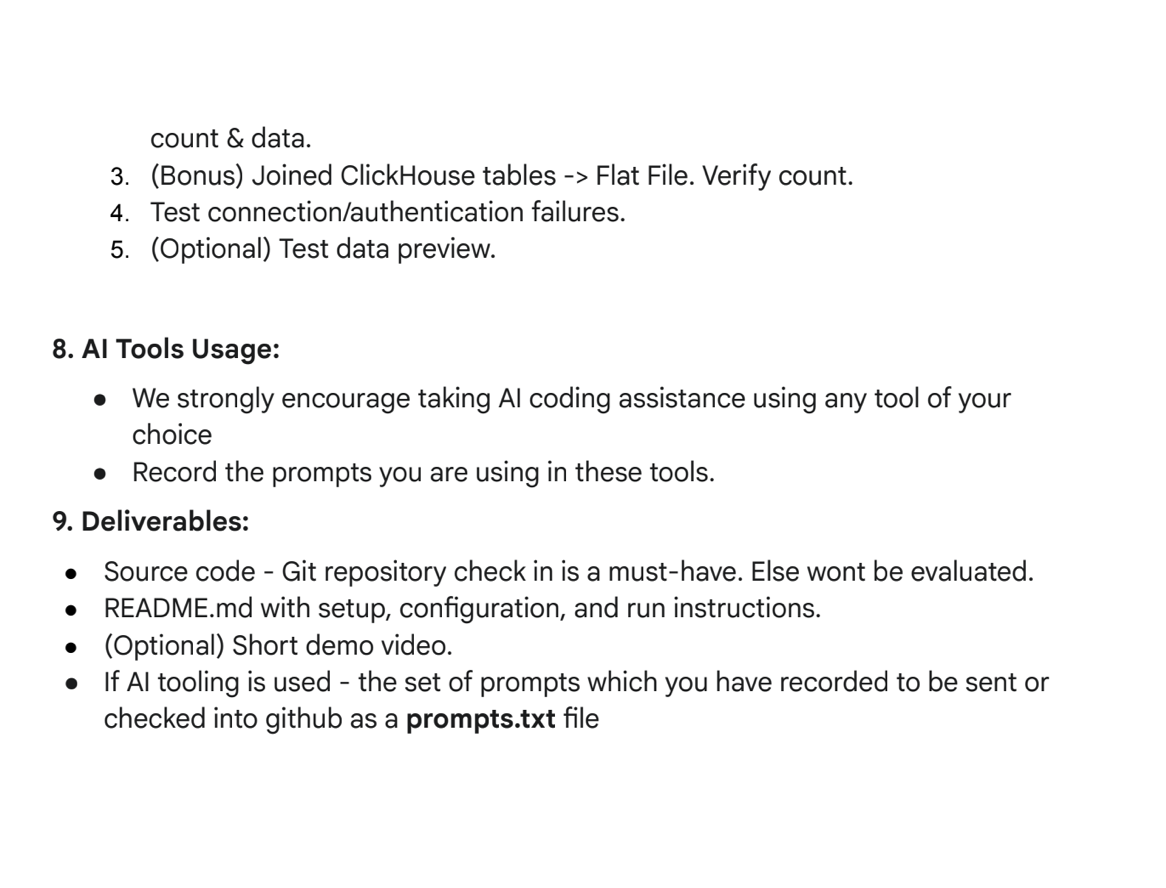 count & data.
3. (Bonus) Joined ClickHouse tables -> Flat File. Verify count.
4. Test connection/authentication failures.
5. (Optional) Test data preview.
8. AI Tools Usage:
● We strongly encourage taking AI coding assistance using any tool of your
choice
● Record the prompts you are using in these tools.
9. Deliverables:
● Source code - Git repository check in is a must-have. Else wont be evaluated.
● README.md with setup, configuration, and run instructions.
● (Optional) Short demo video.
● If AI tooling is used - the set of prompts which you have recorded to be sent or
checked into github as a prompts.txt file